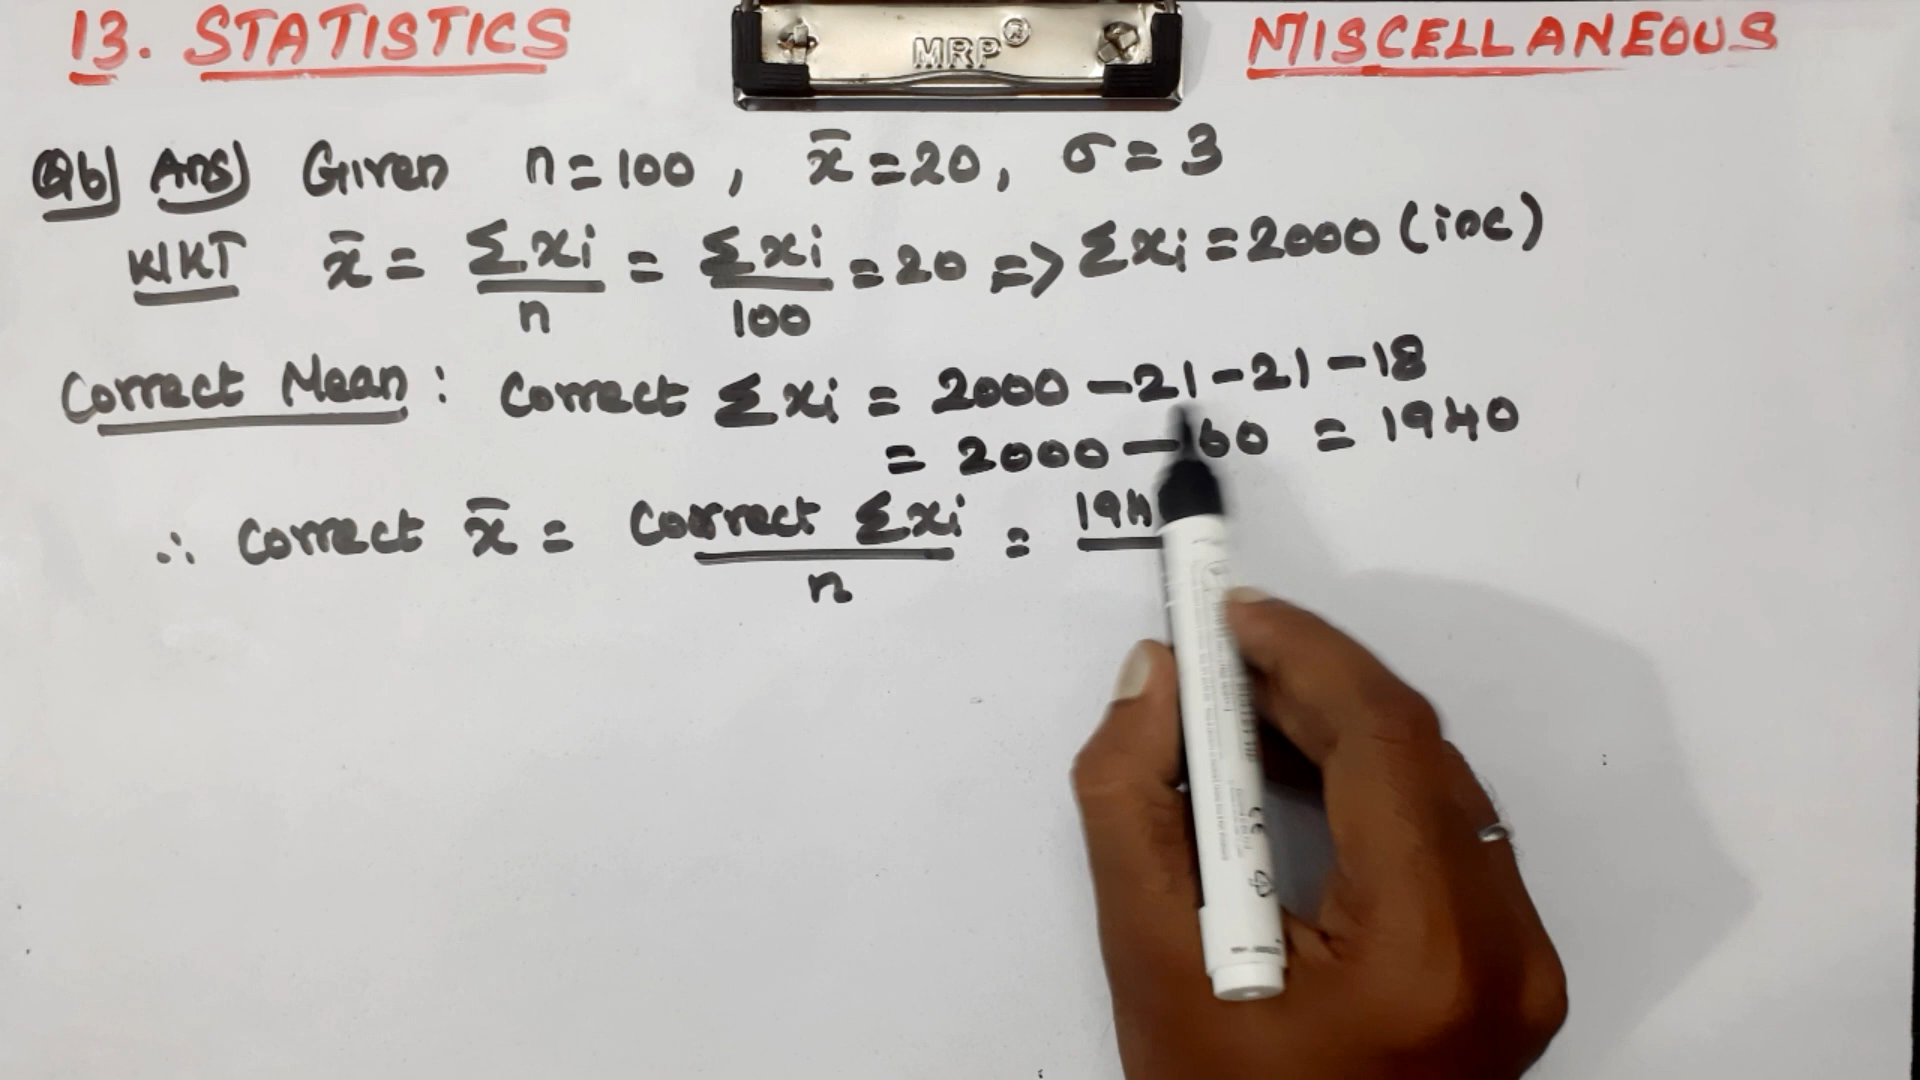 13. STATISTICS
MRP®
MISCELLANEOUS
Q6) Ans) Given n=100, x̄=20, σ=3
WKT x̄ = Σxi/n = Σxi/100 = 20 => Σxi = 2000 (inc)
Correct Mean: Correct Σxi = 2000 - 21 - 21 - 18
= 2000 - 60 = 1940
∴ Correct x̄ = Correct Σxi/n =
CE